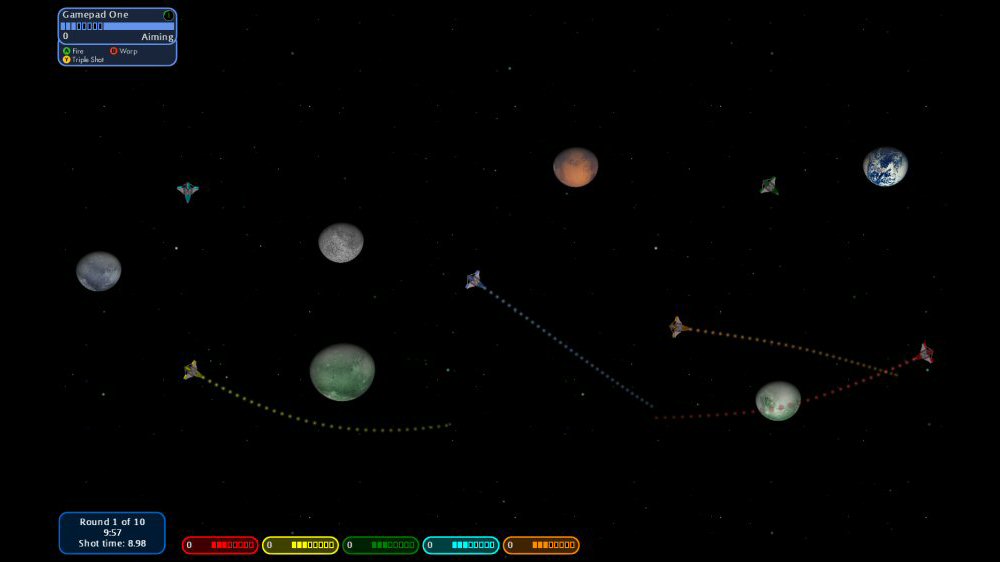 Gamepad One
0 Aiming
A Fire B Warp
Y Triple Shot
Round 1 of 10
9:57
Shot time: 8.98
0 0 0 0 0